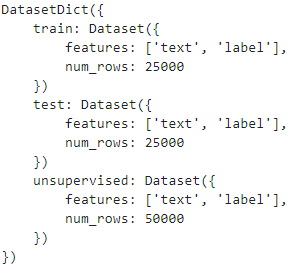 DatasetDict({
    train: Dataset({
        features: ['text', 'label'],
        num_rows: 25000
    })
    test: Dataset({
        features: ['text', 'label'],
        num_rows: 25000
    })
    unsupervised: Dataset({
        features: ['text', 'label'],
        num_rows: 50000
    })
})